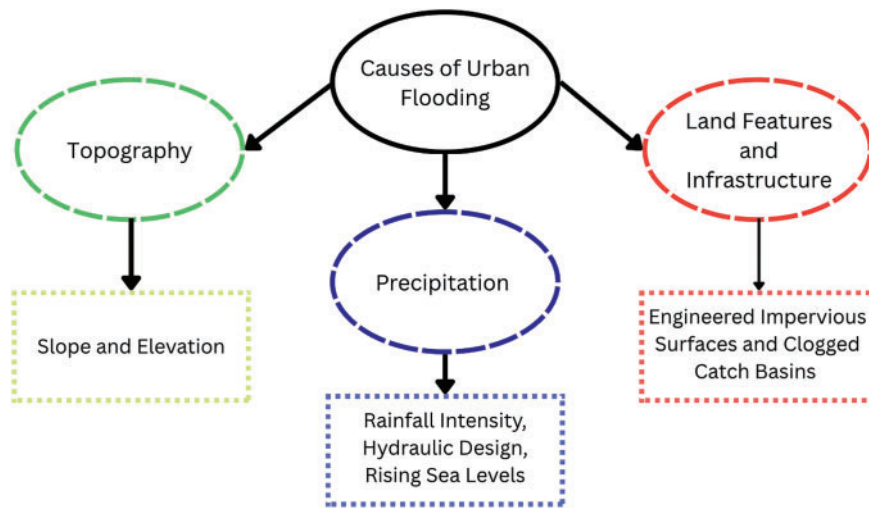 Causes of Urban
Flooding
Topography
Land Features
and
Infrastructure
Precipitation
Slope and Elevation
Engineered Impervious
Surfaces and Clogged
Catch Basins
Rainfall Intensity,
Hydraulic Design,
Rising Sea Levels